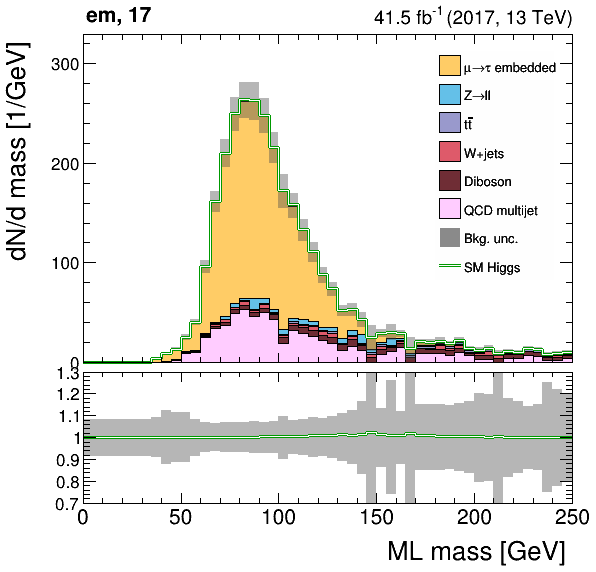 em, 17
41.5 fb⁻¹ (2017, 13 TeV)
dN/d mass [1/GeV]
300
200
100
0
μ→τ embedded
Z→ll
tt̅
W+jets
Diboson
QCD multijet
Bkg. unc.
SM Higgs
1.3
1.2
1.1
1
0.9
0.8
0.7
0 50 100 150 200 250
ML mass [GeV]